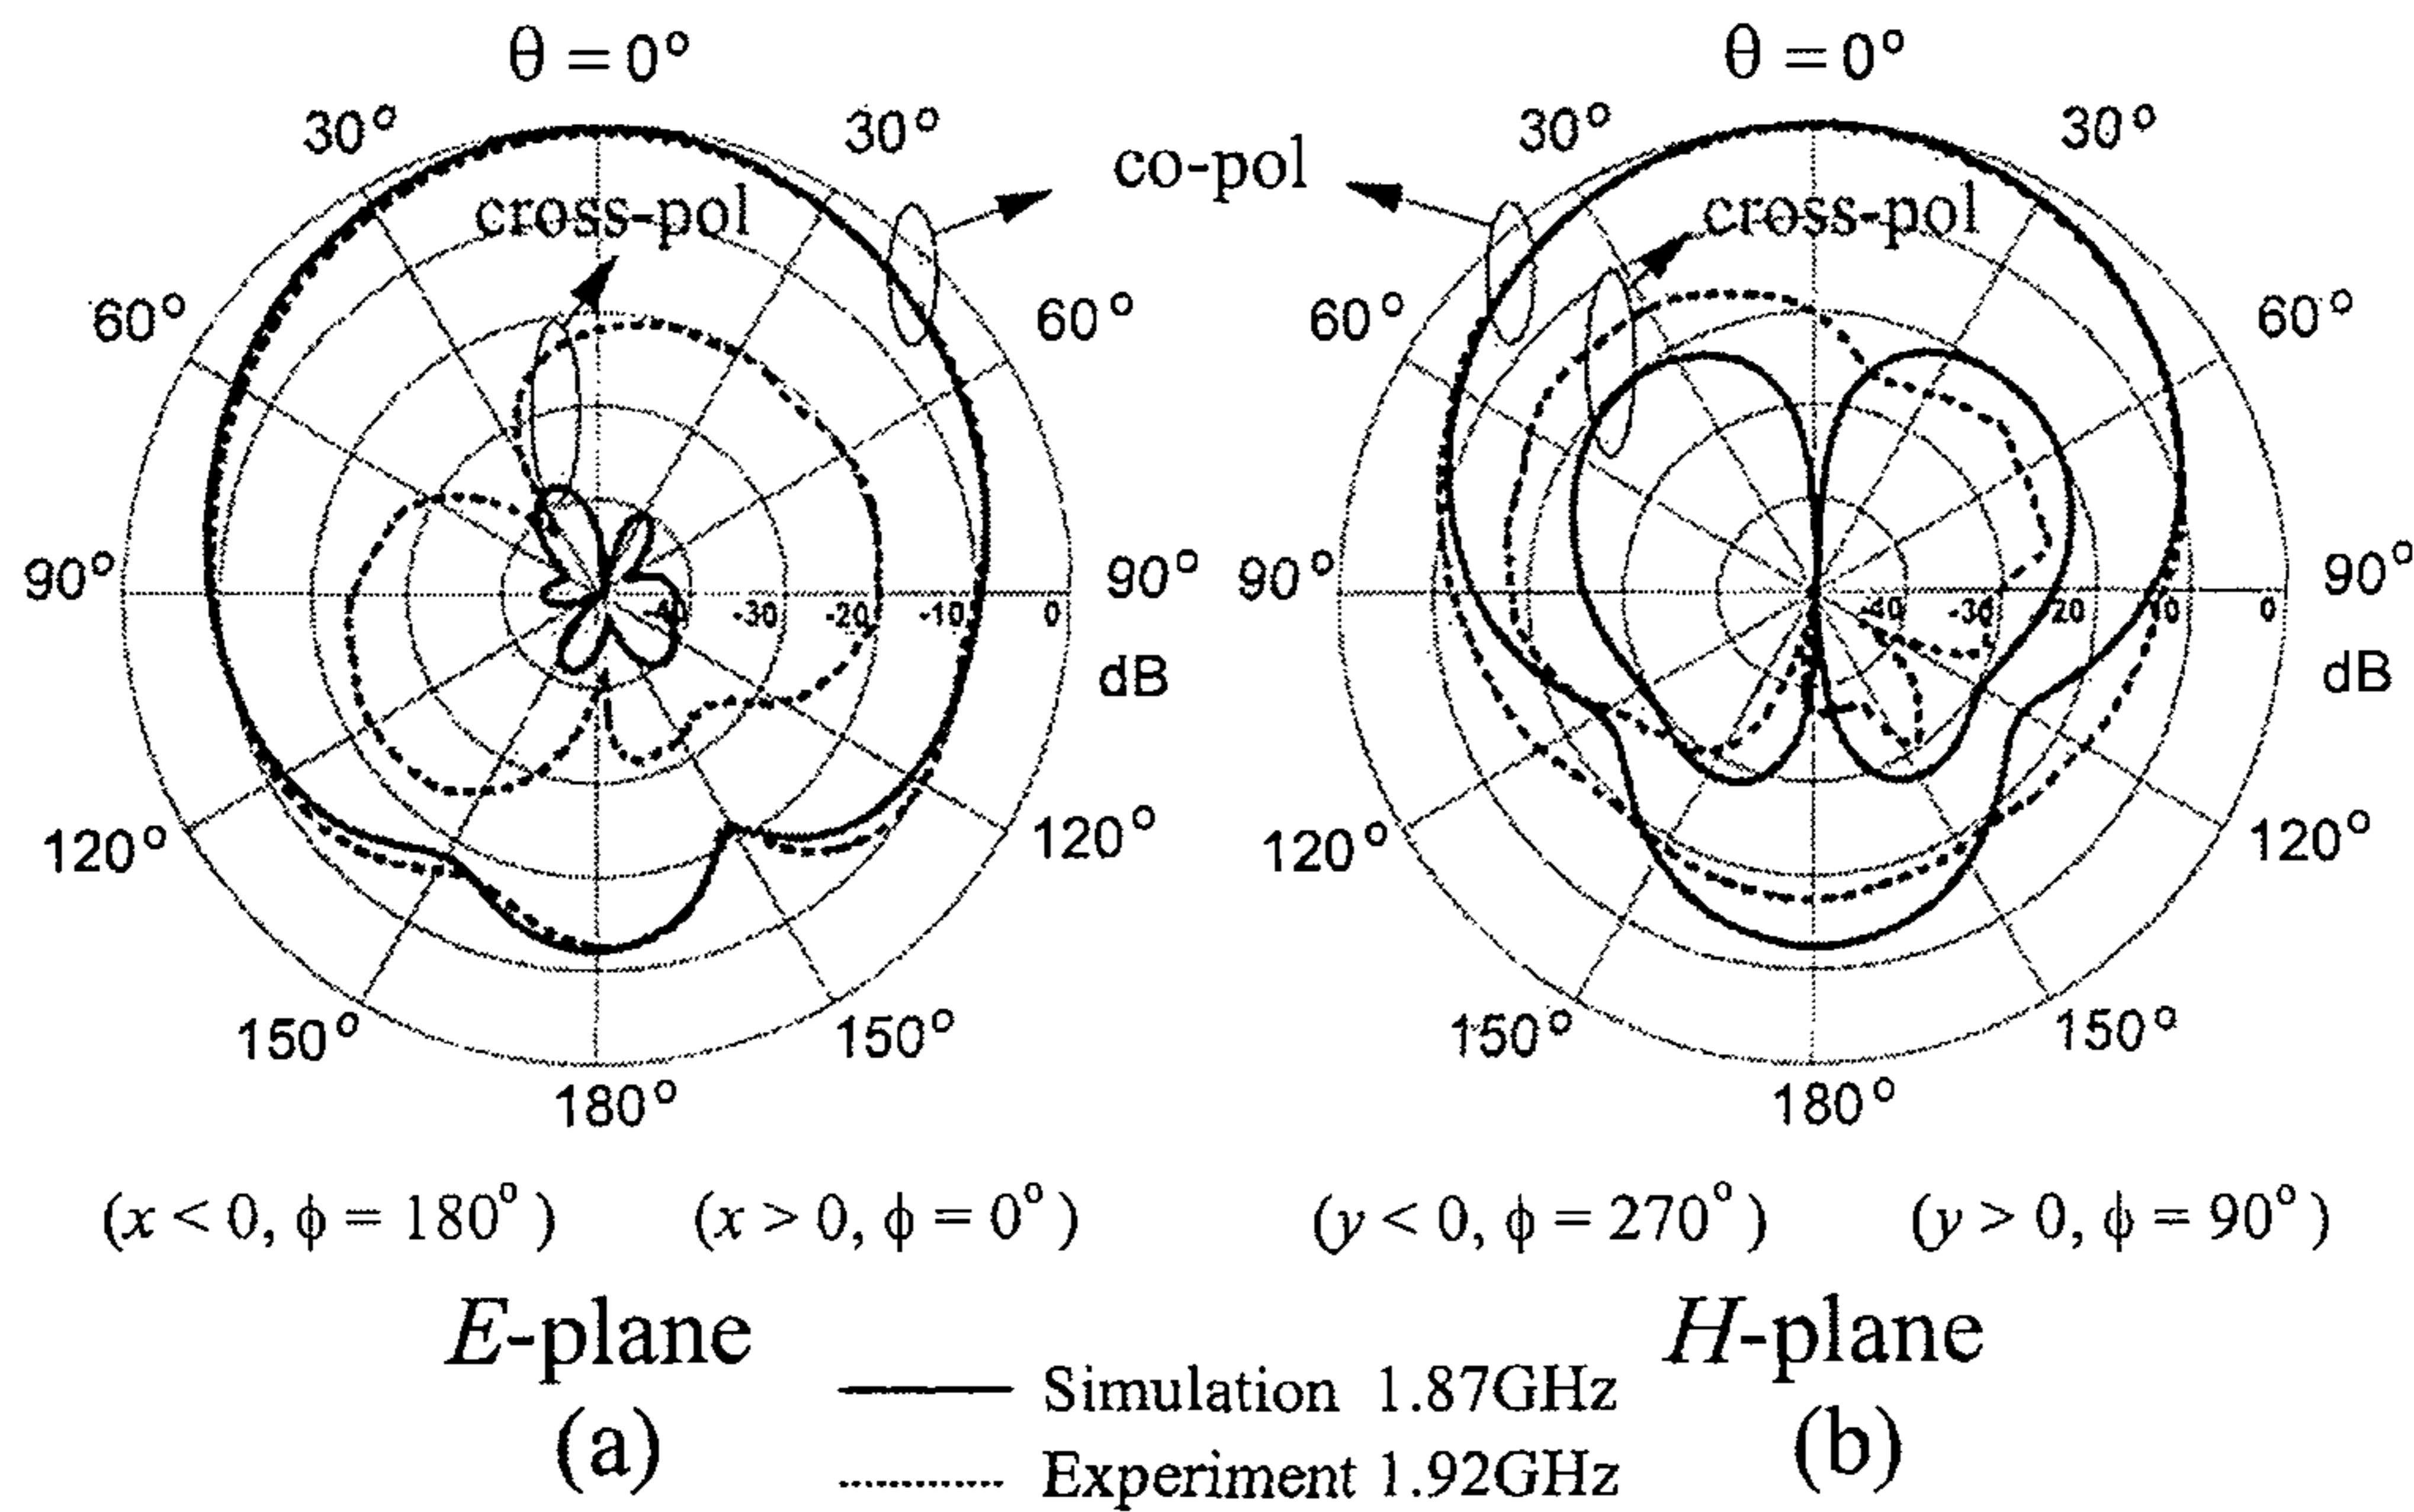 θ = 0° θ = 0°
30° 30° co-pol 30° 30°
cross-pol cross-pol
60° 60° 60° 60°
90° 90° 90° 90°
-40 -30 -20 -10 0 -40 -30 20 10 0
dB dB
120° 120° 120° 120°
150° 150° 150° 150°
180° 180°
(x < 0, ϕ = 180°) (x > 0, ϕ = 0°) (y < 0, ϕ = 270°) (y > 0, ϕ = 90°)
E-plane H-plane
Simulation 1.87GHz
(a) (b)
Experiment 1.92GHz